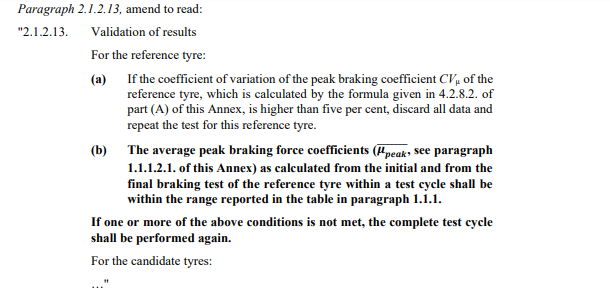 Paragraph 2.1.2.13, amend to read:
"2.1.2.13. Validation of results
For the reference tyre:
(a) If the coefficient of variation of the peak braking coefficient CVμ of the
reference tyre, which is calculated by the formula given in 4.2.8.2. of
part (A) of this Annex, is higher than five per cent, discard all data and
repeat the test for this reference tyre.
(b) The average peak braking force coefficients (μpeak, see paragraph
1.1.1.2.1. of this Annex) as calculated from the initial and from the
final braking test of the reference tyre within a test cycle shall be
within the range reported in the table in paragraph 1.1.1.
If one or more of the above conditions is not met, the complete test cycle
shall be performed again.
For the candidate tyres:
…"